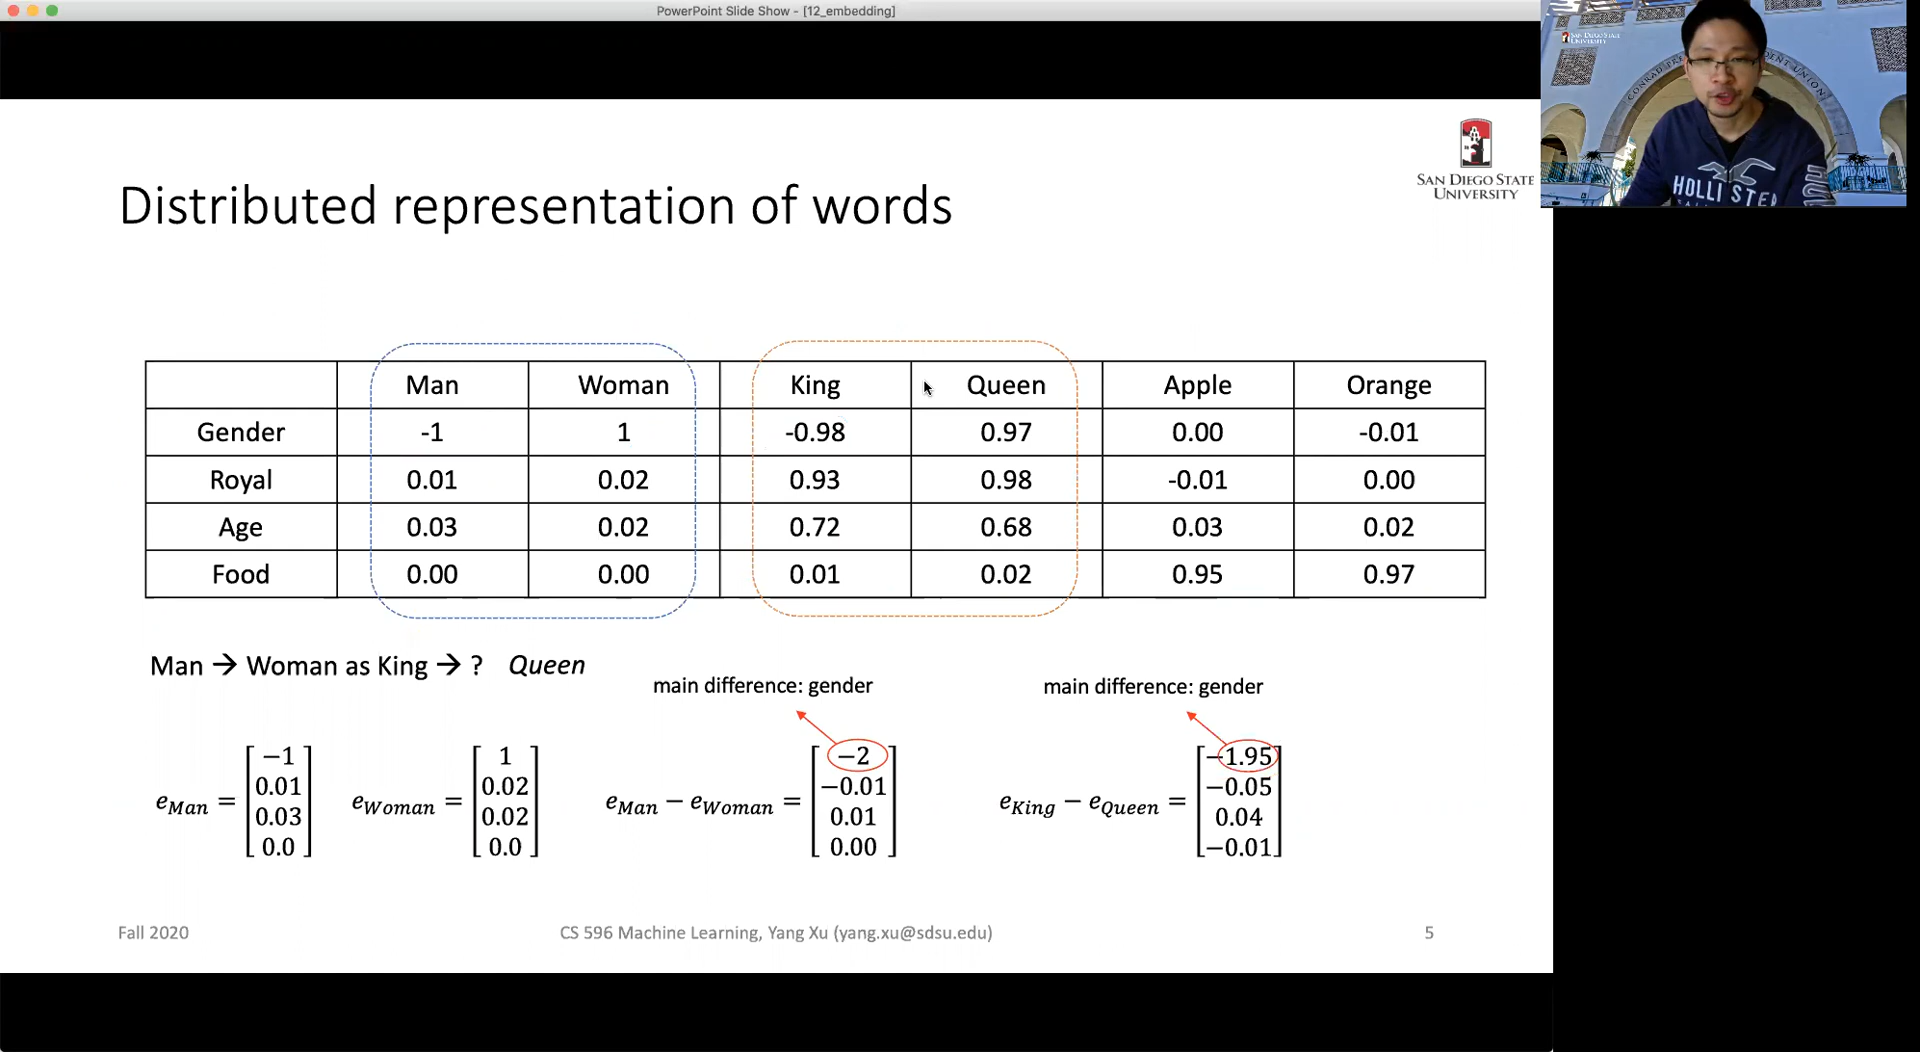 PowerPoint Slide Show - [12_embedding]
SAN DIEGO STATE
UNIVERSITY
CONRAD
UNION
HOLLISTER
SAN DIEGO STATE
UNIVERSITY
Distributed representation of words
Man Woman King Queen Apple Orange
Gender -1 1 -0.98 0.97 0.00 -0.01
Royal 0.01 0.02 0.93 0.98 -0.01 0.00
Age 0.03 0.02 0.72 0.68 0.03 0.02
Food 0.00 0.00 0.01 0.02 0.95 0.97
Man → Woman as King → ? Queen
main difference: gender
main difference: gender
e_Man = [−1 0.01 0.03 0.0]
e_Woman = [1 0.02 0.02 0.0]
e_Man − e_Woman = [−2 −0.01 0.01 0.00]
e_King − e_Queen = [−1.95 −0.05 0.04 −0.01]
Fall 2020
CS 596 Machine Learning, Yang Xu (yang.xu@sdsu.edu)
5